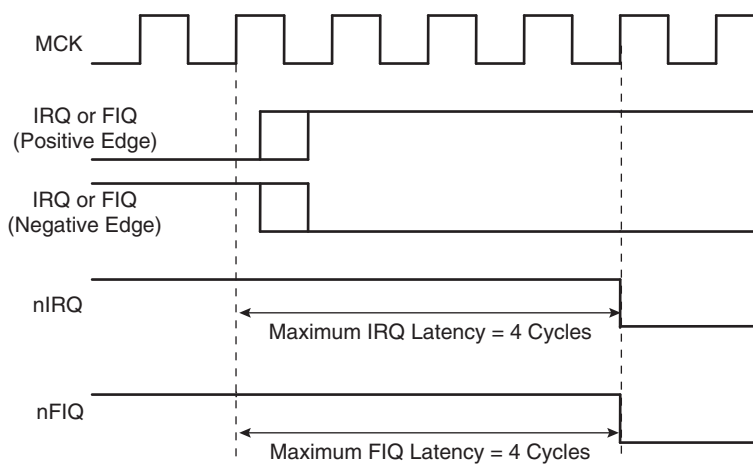 MCK
IRQ or FIQ
(Positive Edge)
IRQ or FIQ
(Negative Edge)
nIRQ
Maximum IRQ Latency = 4 Cycles
nFIQ
Maximum FIQ Latency = 4 Cycles